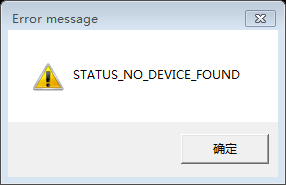 Error message
STATUS_NO_DEVICE_FOUND
确定